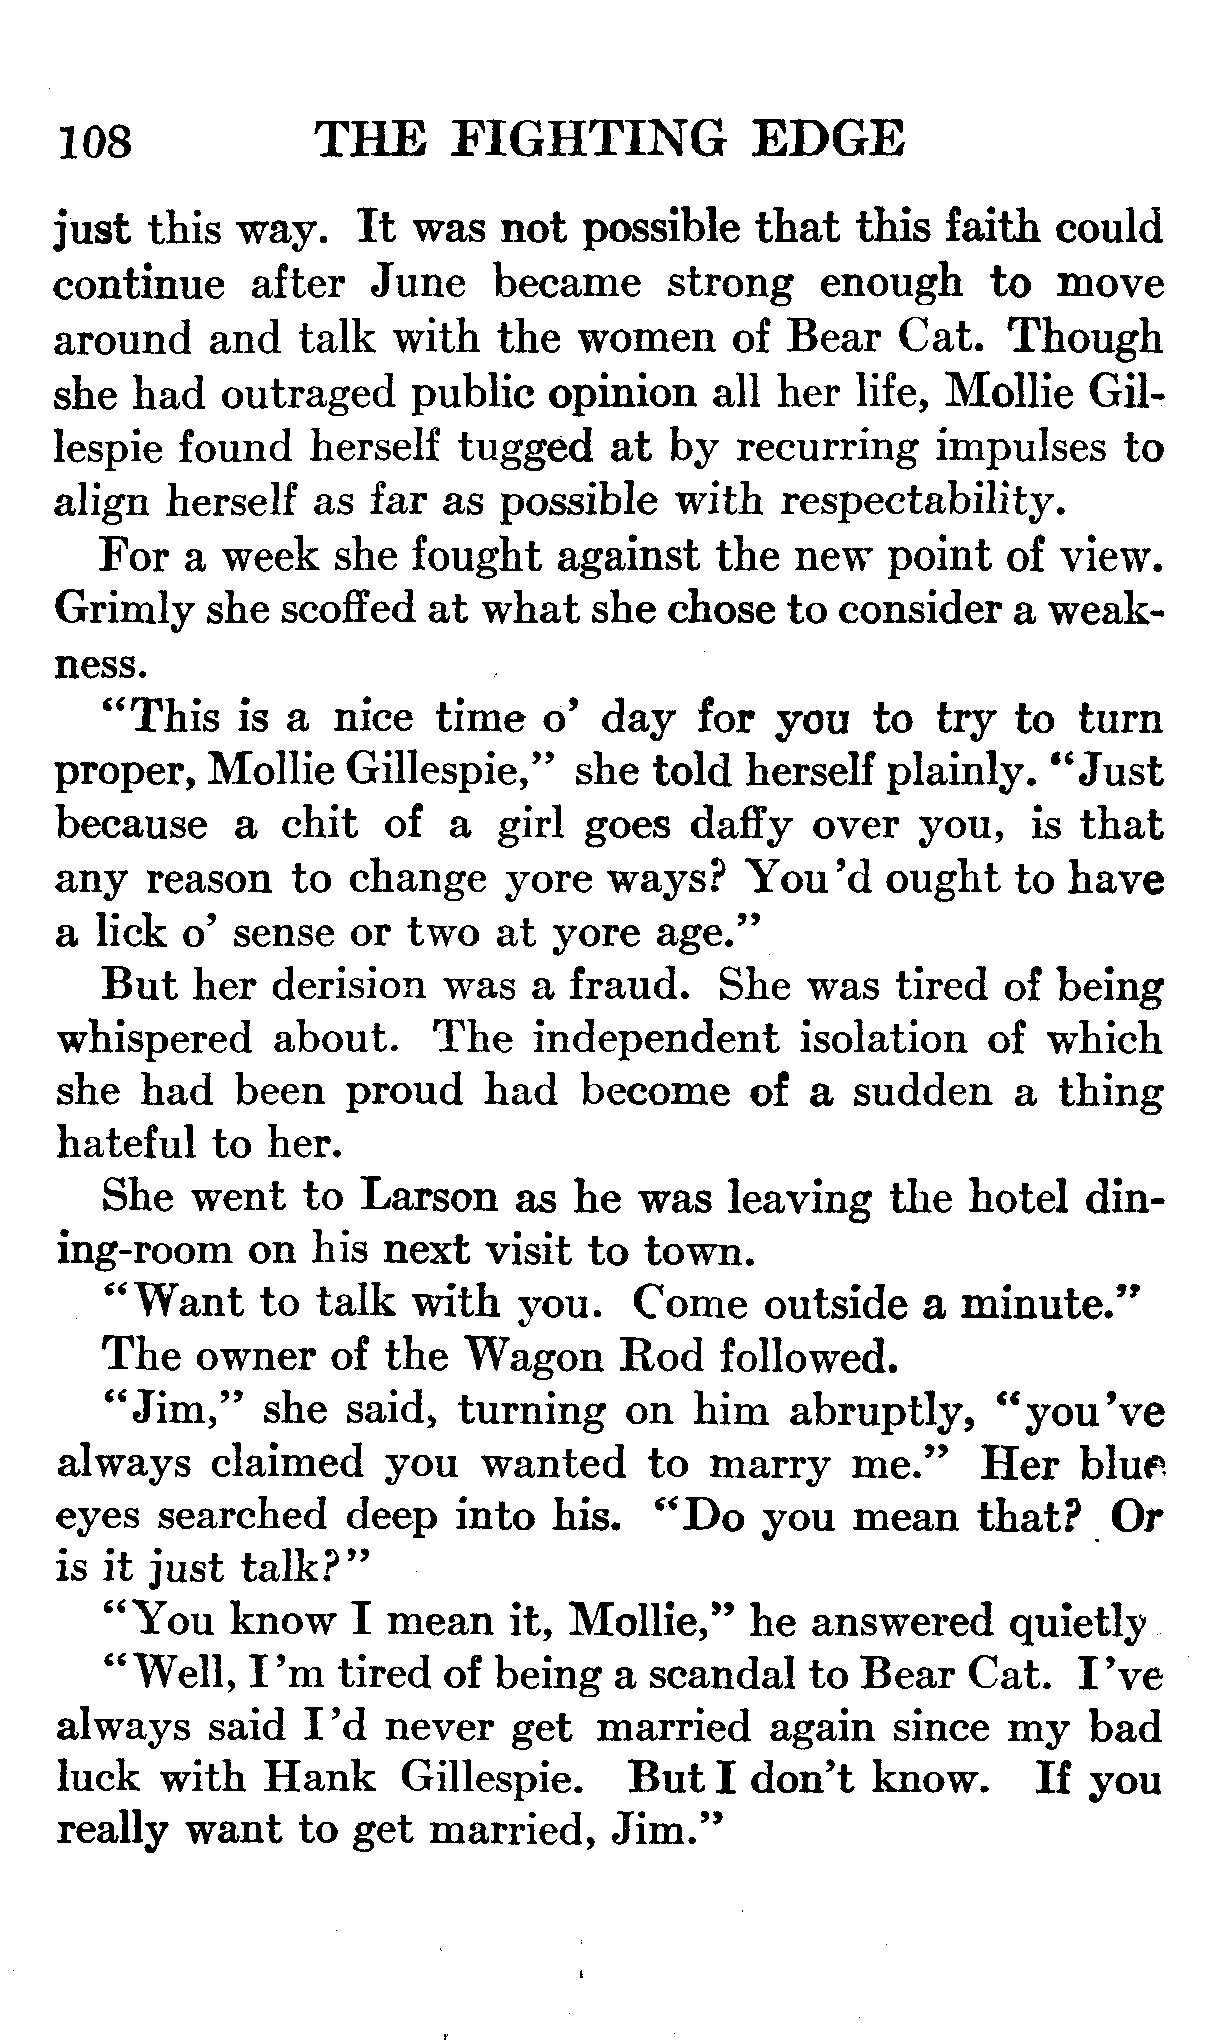 108 THE FIGHTING EDGE
just this way. It was not possible that this faith could
continue after June became strong enough to move
around and talk with the women of Bear Cat. Though
she had outraged public opinion all her life, Mollie Gil-
lespie found herself tugged at by recurring impulses to
align herself as far as possible with respectability.
For a week she fought against the new point of view.
Grimly she scoffed at what she chose to consider a weak-
ness.
“This is a nice time o’ day for you to try to turn
proper, Mollie Gillespie,” she told herself plainly. “Just
because a chit of a girl goes daffy over you, is that
any reason to change yore ways? You’d ought to have
a lick o’ sense or two at yore age.”
But her derision was a fraud. She was tired of being
whispered about. The independent isolation of which
she had been proud had become of a sudden a thing
hateful to her.
She went to Larson as he was leaving the hotel din-
ing-room on his next visit to town.
“Want to talk with you. Come outside a minute.”
The owner of the Wagon Rod followed.
“Jim,” she said, turning on him abruptly, “you’ve
always claimed you wanted to marry me.” Her blue
eyes searched deep into his. “Do you mean that? Or
is it just talk?”
“You know I mean it, Mollie,” he answered quietly
“Well, I’m tired of being a scandal to Bear Cat. I’ve
always said I’d never get married again since my bad
luck with Hank Gillespie. But I don’t know. If you
really want to get married, Jim.”